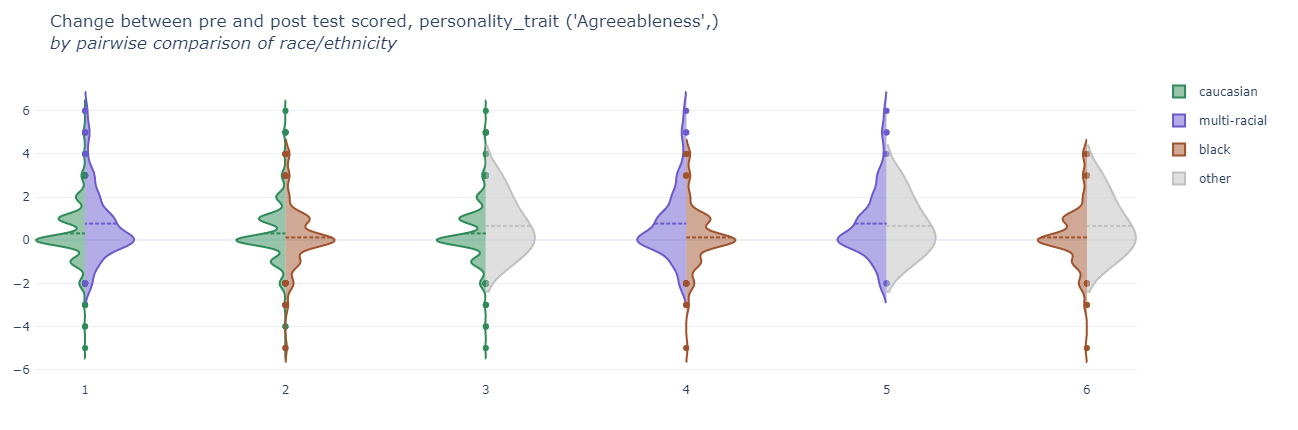 Change between pre and post test scored, personality_trait ('Agreeableness',)
by pairwise comparison of race/ethnicity
caucasian
multi-racial
black
other
6
4
2
0
−2
−4
−6
1 2 3 4 5 6